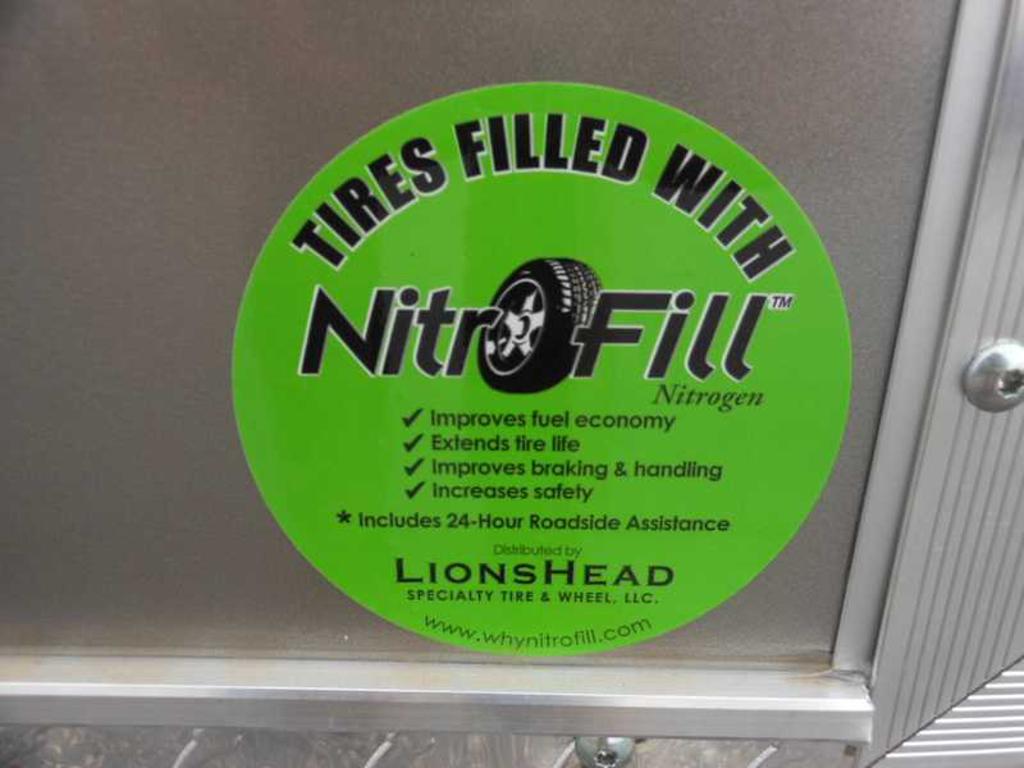 TIRES FILLED WITH
NitroFill™
Nitrogen
✓ Improves fuel economy
✓ Extends tire life
✓ Improves braking & handling
✓ Increases safety
* Includes 24-Hour Roadside Assistance
Distributed by
LIONSHEAD
SPECIALTY TIRE & WHEEL, LLC.
www.whynitrofill.com